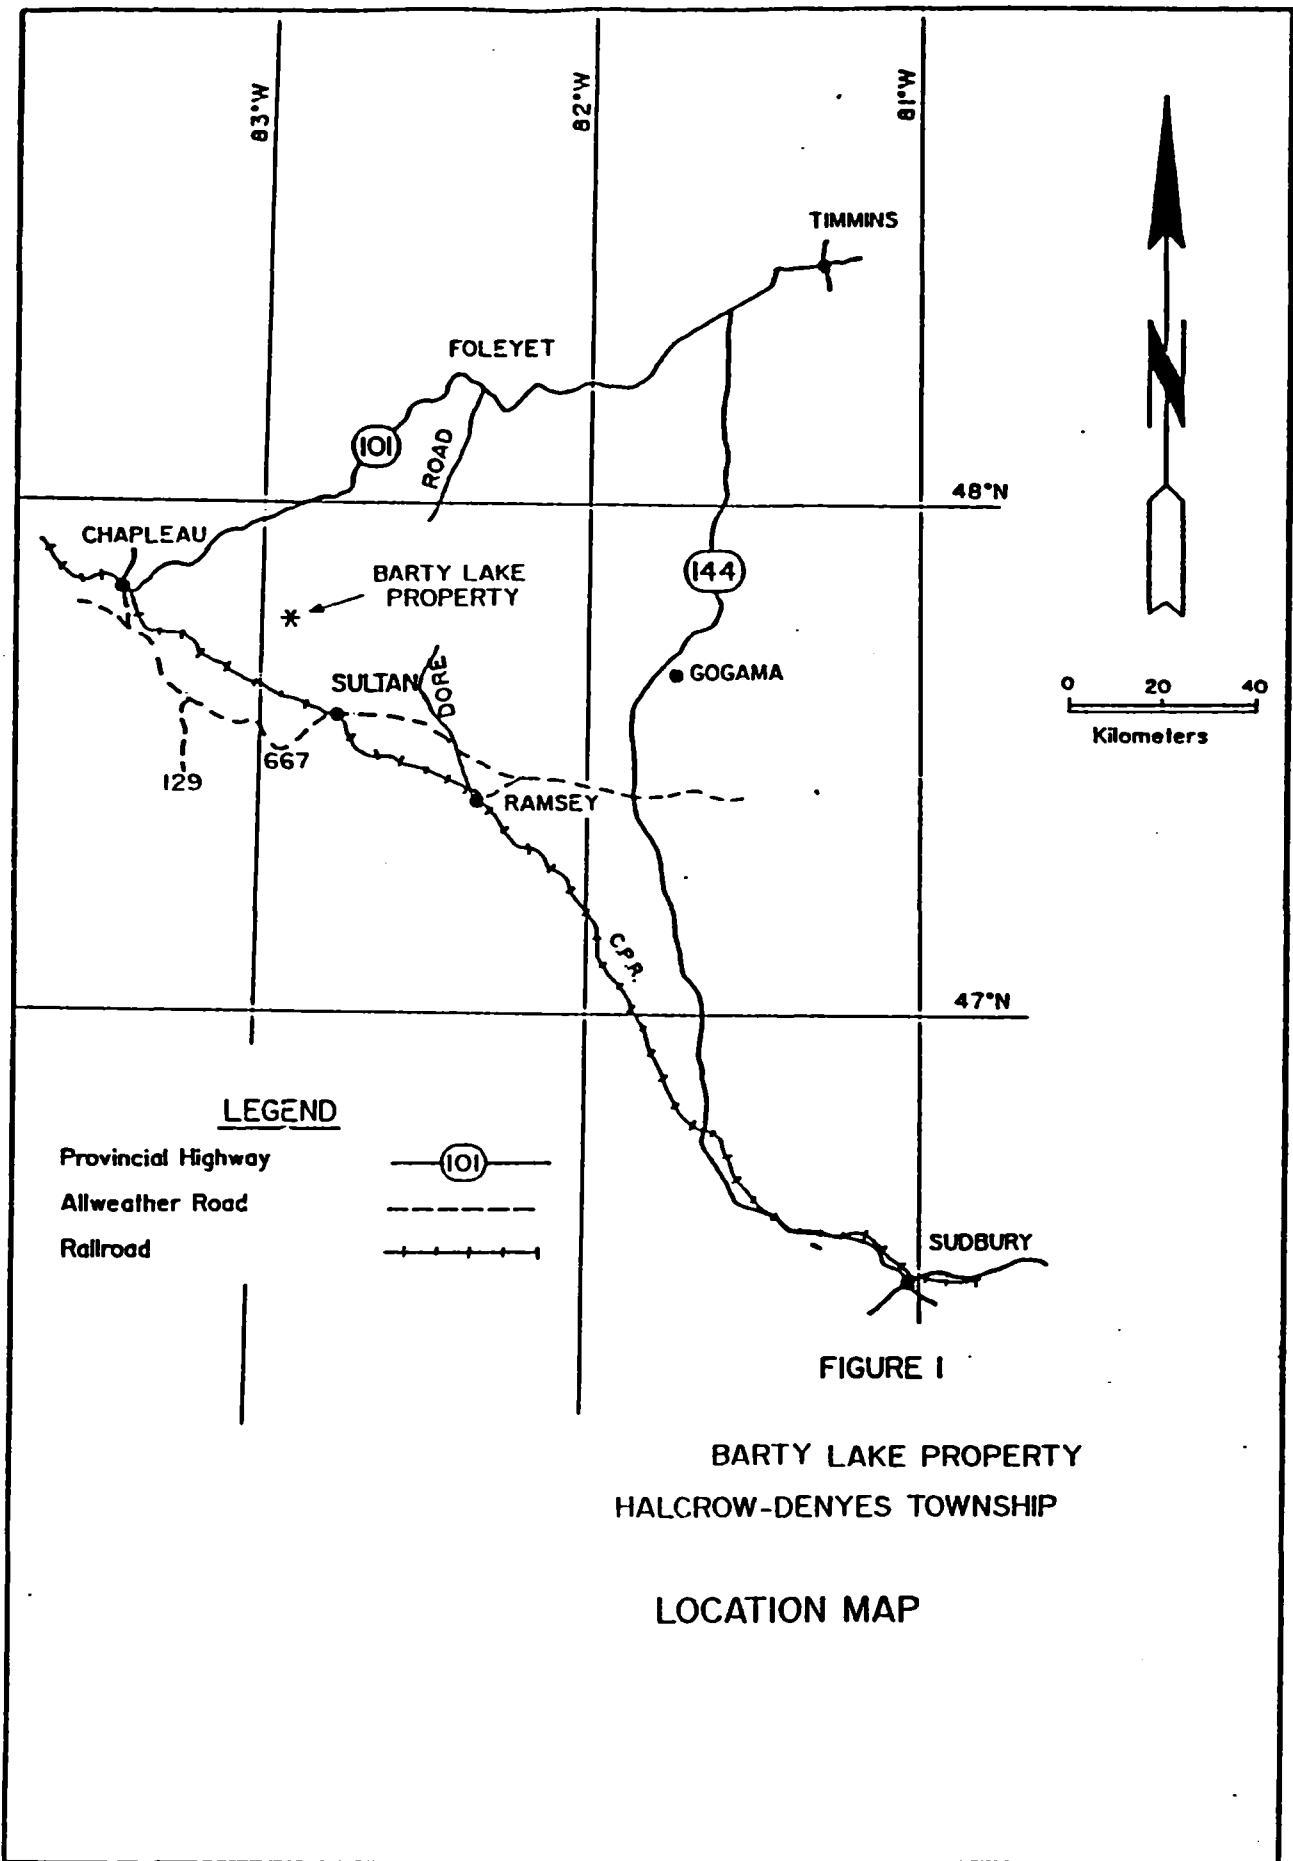 83°W
82°W
81°W
TIMMINS
FOLEYET
101
ROAD
48°N
CHAPLEAU
BARTY LAKE
PROPERTY
144
N
SULTAN
DORE
GOGAMA
0 20 40
Kilometers
129
667
RAMSEY
C.P.R.
47°N
LEGEND
Provincial Highway 101
Allweather Road
Railroad
SUDBURY
FIGURE 1
BARTY LAKE PROPERTY
HALCROW-DENYES TOWNSHIP
LOCATION MAP